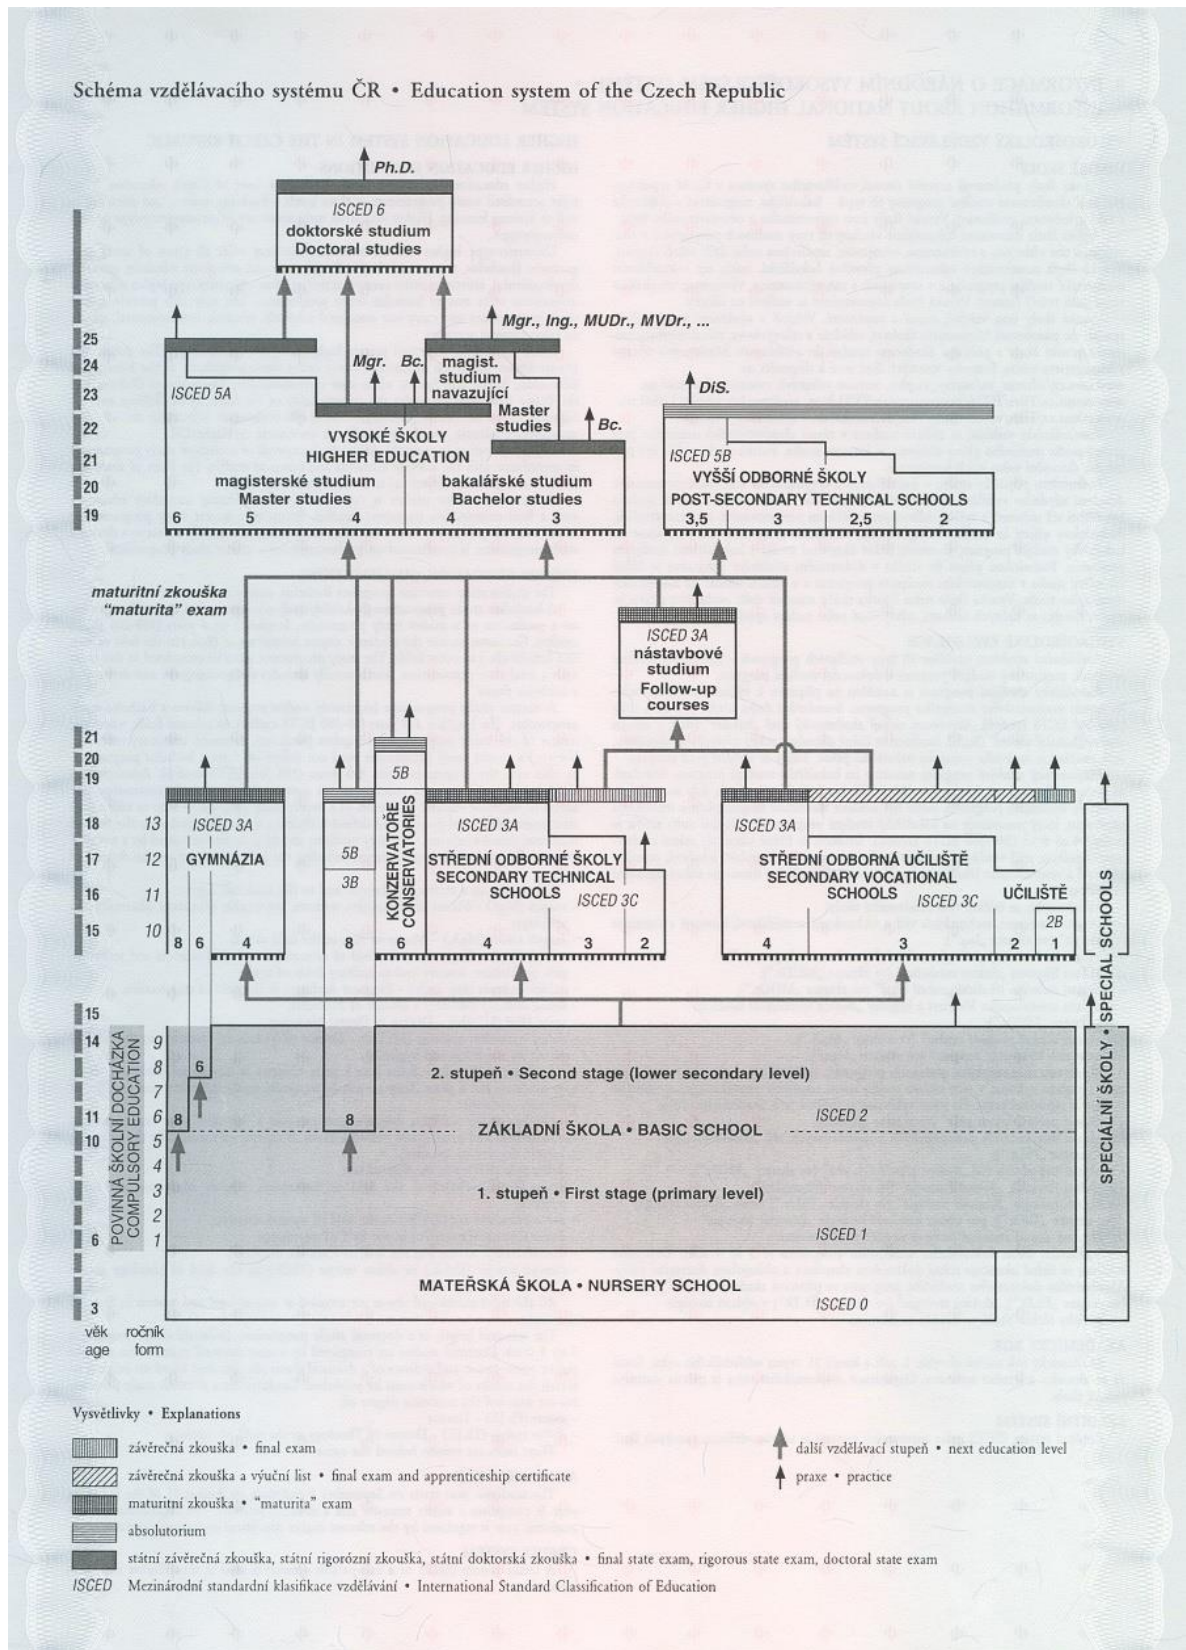 Schéma vzdělávacího systému ČR • Education system of the Czech Republic
Ph.D.
ISCED 6
doktorské studium
Doctoral studies
Mgr., Ing., MUDr., MVDr., ...
25
24
23
22
21
20
19
ISCED 5A
Mgr.
Bc.
magist.
studium
navazující
Master
studies
Bc.
VYSOKÉ ŠKOLY
HIGHER EDUCATION
magisterské studium
Master studies
bakalářské studium
Bachelor studies
6 5 4 4 3
DiS.
ISCED 5B
VYŠŠÍ ODBORNÉ ŠKOLY
POST-SECONDARY TECHNICAL SCHOOLS
3,5 3 2,5 2
maturitní zkouška
"maturita" exam
ISCED 3A
nástavbové
studium
Follow-up
courses
21
20
19
18 13
17 12
16 11
15 10
ISCED 3A
GYMNÁZIA
8 6 4
5B
3B
8
5B
KONZERVATOŘE
CONSERVATORIES
6
ISCED 3A
STŘEDNÍ ODBORNÉ ŠKOLY
SECONDARY TECHNICAL
SCHOOLS
ISCED 3C
4 3 2
ISCED 3A
STŘEDNÍ ODBORNÁ UČILIŠTĚ
SECONDARY VOCATIONAL
SCHOOLS
ISCED 3C
UČILIŠTĚ
2B
4 3 2 1
SPECIÁLNÍ ŠKOLY • SPECIAL SCHOOLS
15
14
11
10
6
3
POVINNÁ ŠKOLNÍ DOCHÁZKA
COMPULSORY EDUCATION
9
8
7
6
5
4
3
2
1
6
8
8
2. stupeň • Second stage (lower secondary level)
ISCED 2
ZÁKLADNÍ ŠKOLA • BASIC SCHOOL
1. stupeň • First stage (primary level)
ISCED 1
MATEŘSKÁ ŠKOLA • NURSERY SCHOOL
ISCED 0
věk ročník
age form
Vysvětlivky • Explanations
závěrečná zkouška • final exam
závěrečná zkouška a výuční list • final exam and apprenticeship certificate
maturitní zkouška • "maturita" exam
absolutorium
státní závěrečná zkouška, státní rigorózní zkouška, státní doktorská zkouška • final state exam, rigorous state exam, doctoral state exam
ISCED Mezinárodní standardní klasifikace vzdělávání • International Standard Classification of Education
další vzdělávací stupeň • next education level
praxe • practice